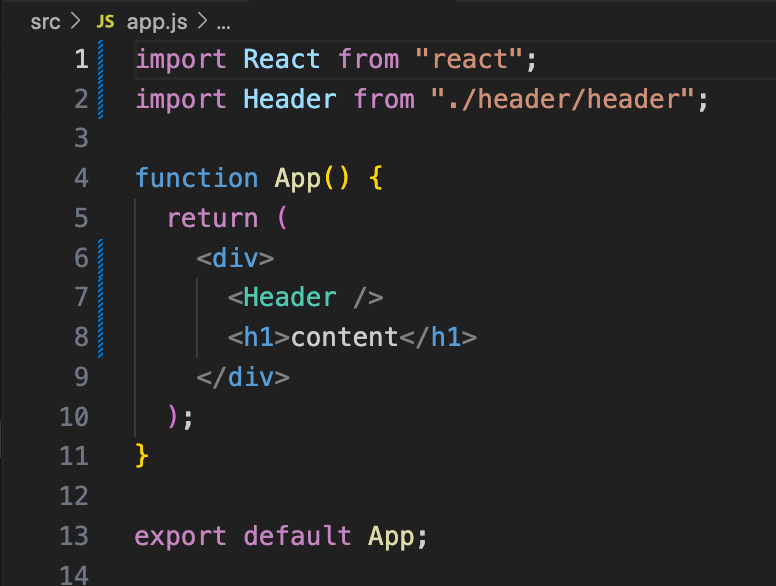 src > JS app.js > ...
1 import React from "react";
2 import Header from "./header/header";
3
4 function App() {
5   return (
6     <div>
7       <Header />
8       <h1>content</h1>
9     </div>
10   );
11 }
12
13 export default App;
14